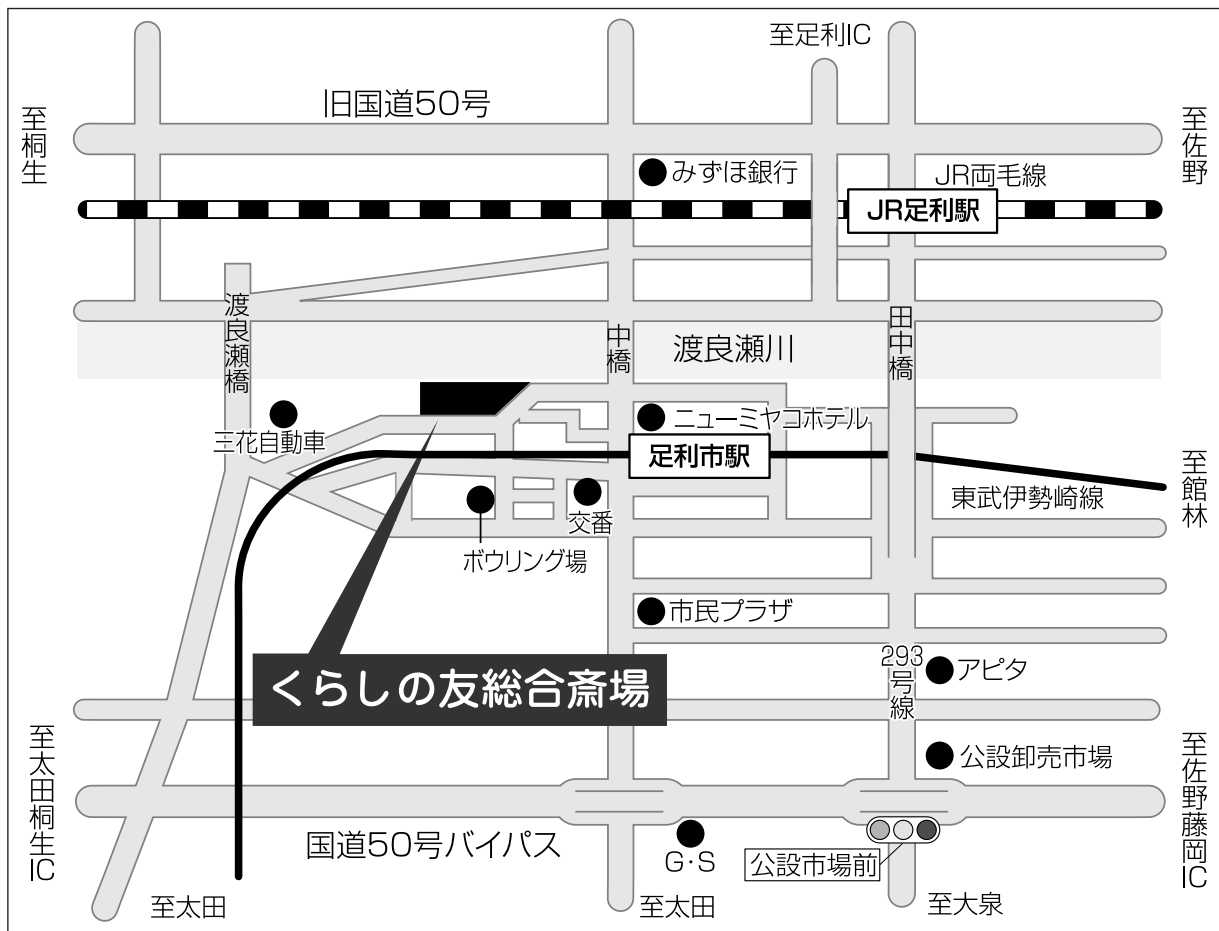 至足利IC
旧国道50号
至桐生
至佐野
みずほ銀行
JR両毛線
JR足利駅
渡良瀬橋
中橋
渡良瀬川
田中橋
三花自動車
ニューミヤコホテル
足利市駅
至館林
東武伊勢崎線
交番
ボウリング場
市民プラザ
くらしの友総合斎場
293号線
アピタ
公設卸売市場
至太田桐生IC
至佐野藤岡IC
国道50号バイパス
G・S
公設市場前
至太田
至太田
至大泉